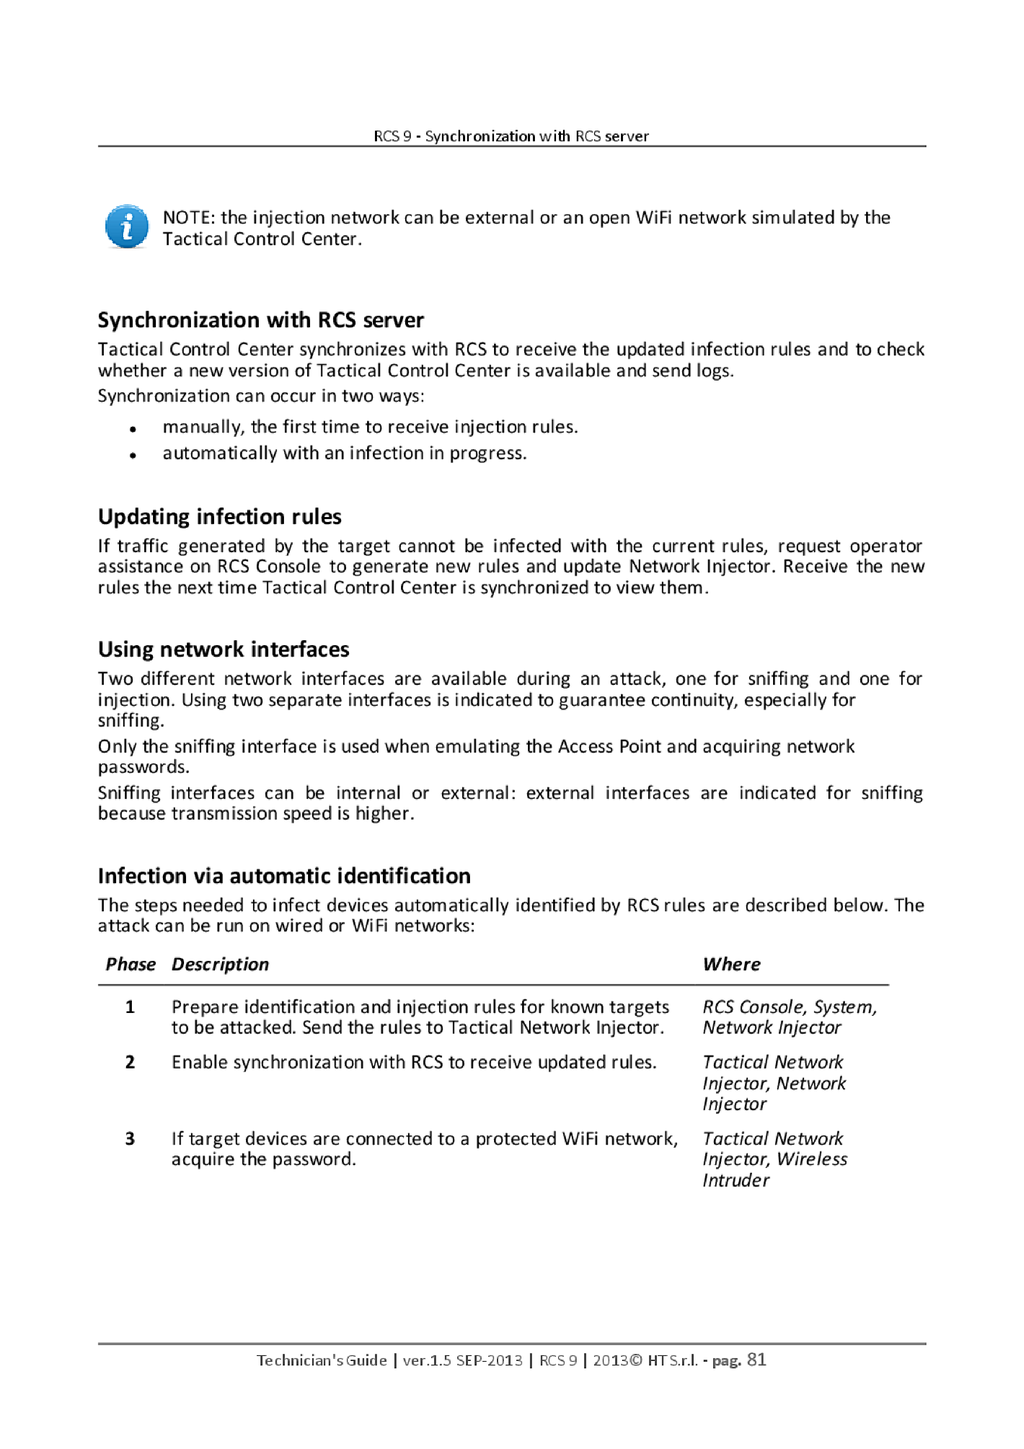 RCS 9 - Synchronization with RCS server
NOTE: the injection network can be external or an open WiFi network simulated by the
Tactical Control Center.
Synchronization with RCS server
Tactical Control Center synchronizes with RCS to receive the updated infection rules and to check
whether a new version of Tactical Control Center is available and send logs.
Synchronization can occur in two ways:
• manually, the first time to receive injection rules.
• automatically with an infection in progress.
Updating infection rules
If traffic generated by the target cannot be infected with the current rules, request operator
assistance on RCS Console to generate new rules and update Network Injector. Receive the new
rules the next time Tactical Control Center is synchronized to view them.
Using network interfaces
Two different network interfaces are available during an attack, one for sniffing and one for
injection. Using two separate interfaces is indicated to guarantee continuity, especially for
sniffing.
Only the sniffing interface is used when emulating the Access Point and acquiring network
passwords.
Sniffing interfaces can be internal or external: external interfaces are indicated for sniffing
because transmission speed is higher.
Infection via automatic identification
The steps needed to infect devices automatically identified by RCS rules are described below. The
attack can be run on wired or WiFi networks:
Phase Description Where
1 Prepare identification and injection rules for known targets RCS Console, System,
to be attacked. Send the rules to Tactical Network Injector. Network Injector
2 Enable synchronization with RCS to receive updated rules. Tactical Network
Injector, Network
Injector
3 If target devices are connected to a protected WiFi network, Tactical Network
acquire the password. Injector, Wireless
Intruder
Technician's Guide | ver.1.5 SEP-2013 | RCS 9 | 2013© HT S.r.l. - pag. 81